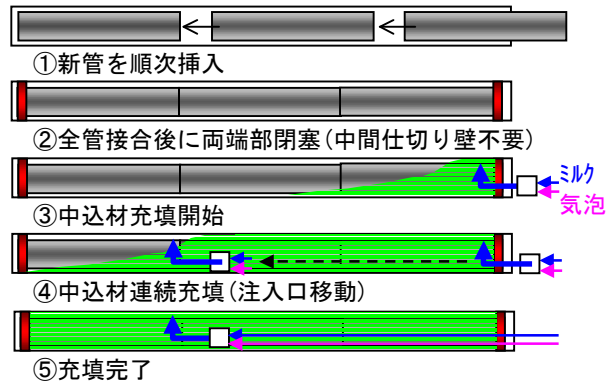 ①新管を順次挿入
②全管接合後に両端部閉塞(中間仕切り壁不要)
ﾐﾙｸ
気泡
③中込材充填開始
④中込材連続充填(注入口移動)
⑤充填完了